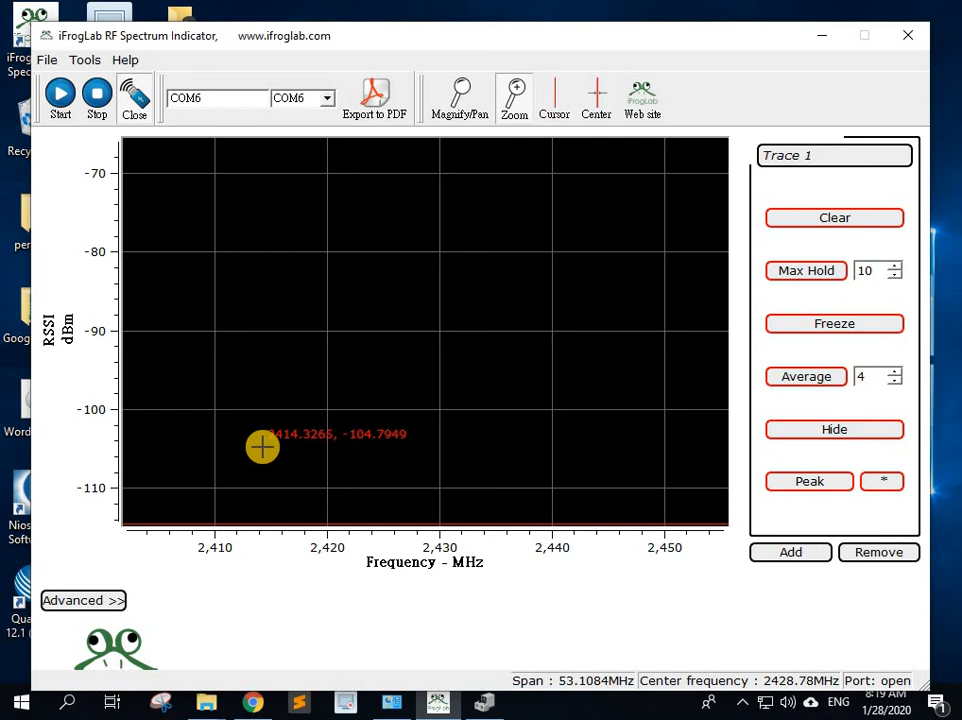 iFrogLab RF Spectrum Indicator, www.ifroglab.com
File Tools Help
Start Stop Close COM6 COM6 Export to PDF Magnify/Pan Zoom Cursor Center iFrogLab Web site
Trace 1
Clear
Max Hold 10
Freeze
Average 4
Hide
Peak *
Add Remove
RSSI
dBm
-70
-80
-90
-100
-110
2414.3265, -104.7949
2,410 2,420 2,430 2,440 2,450
Frequency - MHz
Advanced >>
Span : 53.1084MHz Center frequency : 2428.78MHz Port: open
ENG
8:19 AM
1/28/2020
1